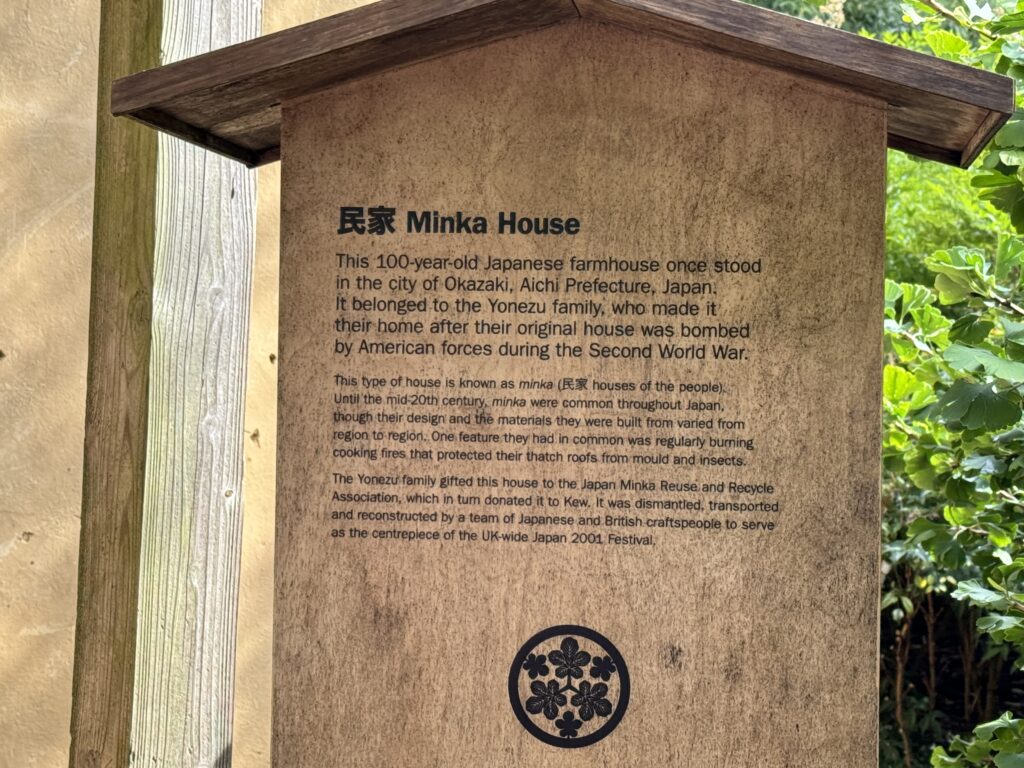 民家 Minka House
This 100-year-old Japanese farmhouse once stood
in the city of Okazaki, Aichi Prefecture, Japan.
It belonged to the Yonezu family, who made it
their home after their original house was bombed
by American forces during the Second World War.
This type of house is known as minka (民家 houses of the people).
Until the mid-20th century, minka were common throughout Japan,
though their design and the materials they were built from varied from
region to region. One feature they had in common was regularly burning
cooking fires that protected their thatch roofs from mould and insects.
The Yonezu family gifted this house to the Japan Minka Reuse and Recycle
Association, which in turn donated it to Kew. It was dismantled, transported
and reconstructed by a team of Japanese and British craftspeople to serve
as the centrepiece of the UK-wide Japan 2001 Festival.